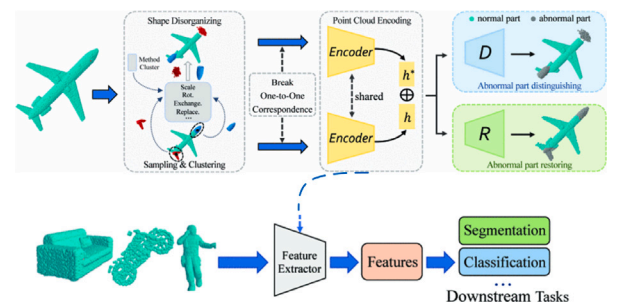 Shape Disorganizing
Point Cloud Encoding
normal part
abnormal part
Method
Cluster
Scale
Rot.
Exchange.
Replace.
...
Sampling & Clustering
Break
One-to-One
Correspondence
Encoder
shared
Encoder
h*
h
D
Abnormal part distinguishing
R
Abnormal part restoring
Feature
Extractor
Features
Segmentation
Classification
...
Downstream Tasks